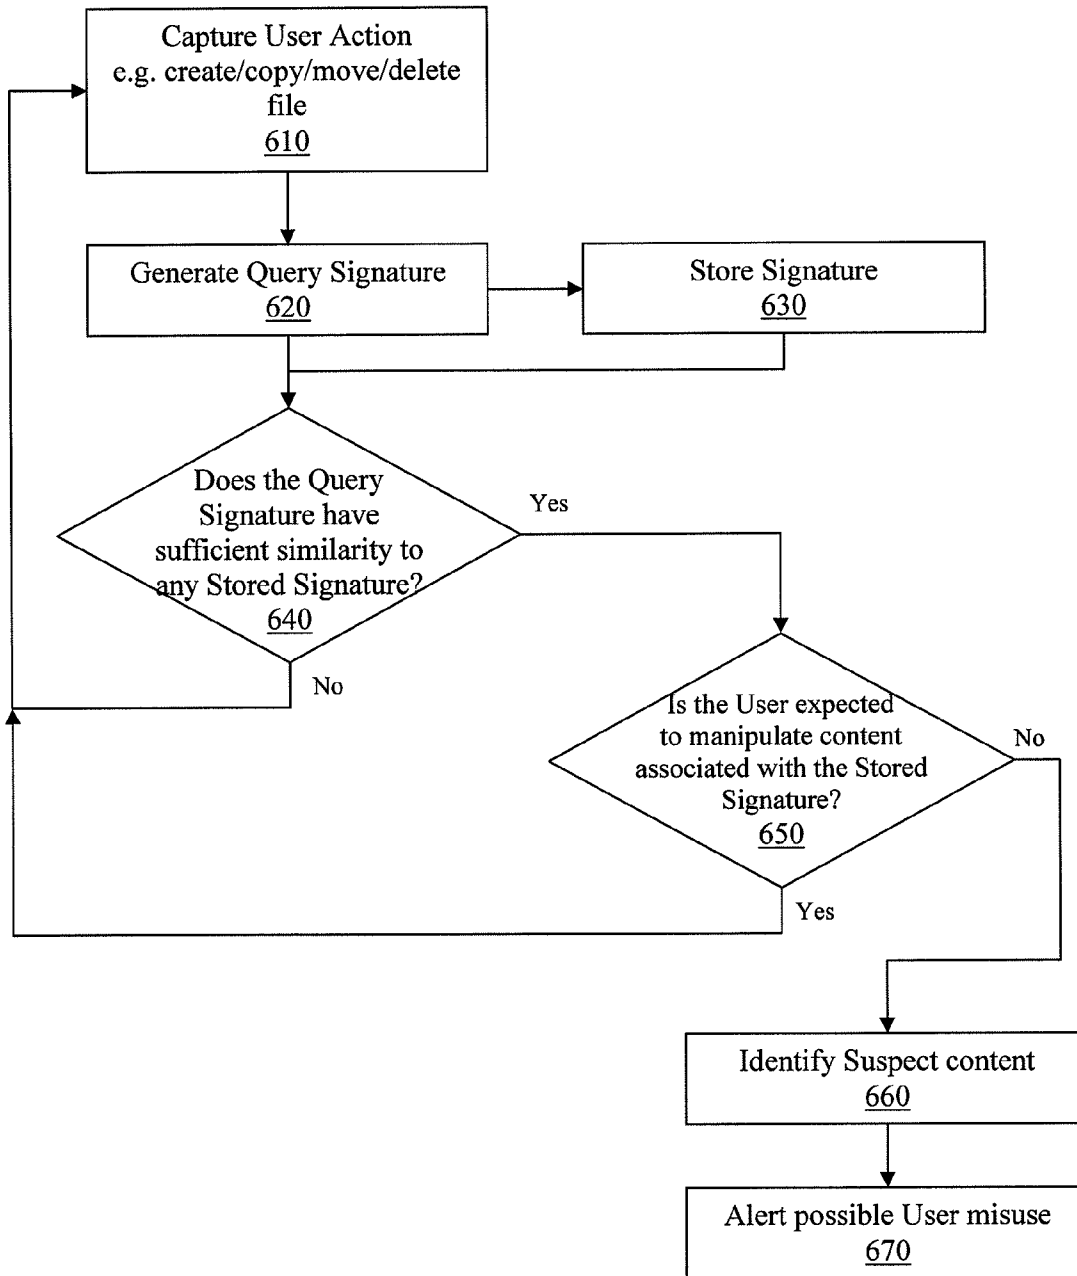 Capture User Action
e.g. create/copy/move/delete
file
610
Generate Query Signature
620
Store Signature
630
Does the Query
Signature have
sufficient similarity to
any Stored Signature?
640
Yes
No
Is the User expected
to manipulate content
associated with the Stored
Signature?
650
No
Yes
Identify Suspect content
660
Alert possible User misuse
670